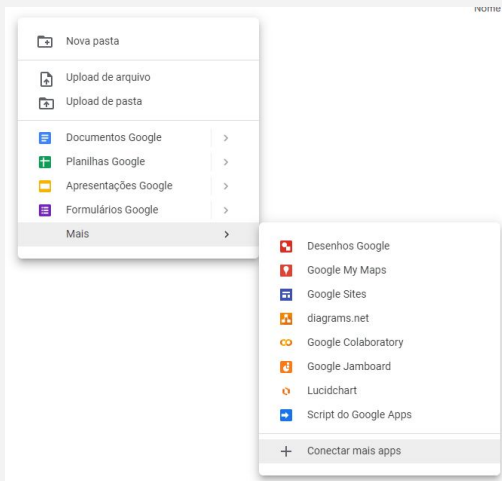 Nome
Nova pasta
Upload de arquivo
Upload de pasta
Documentos Google
Planilhas Google
Apresentações Google
Formulários Google
Mais
Desenhos Google
Google My Maps
Google Sites
diagrams.net
Google Colaboratory
Google Jamboard
Lucidchart
Script do Google Apps
Conectar mais apps